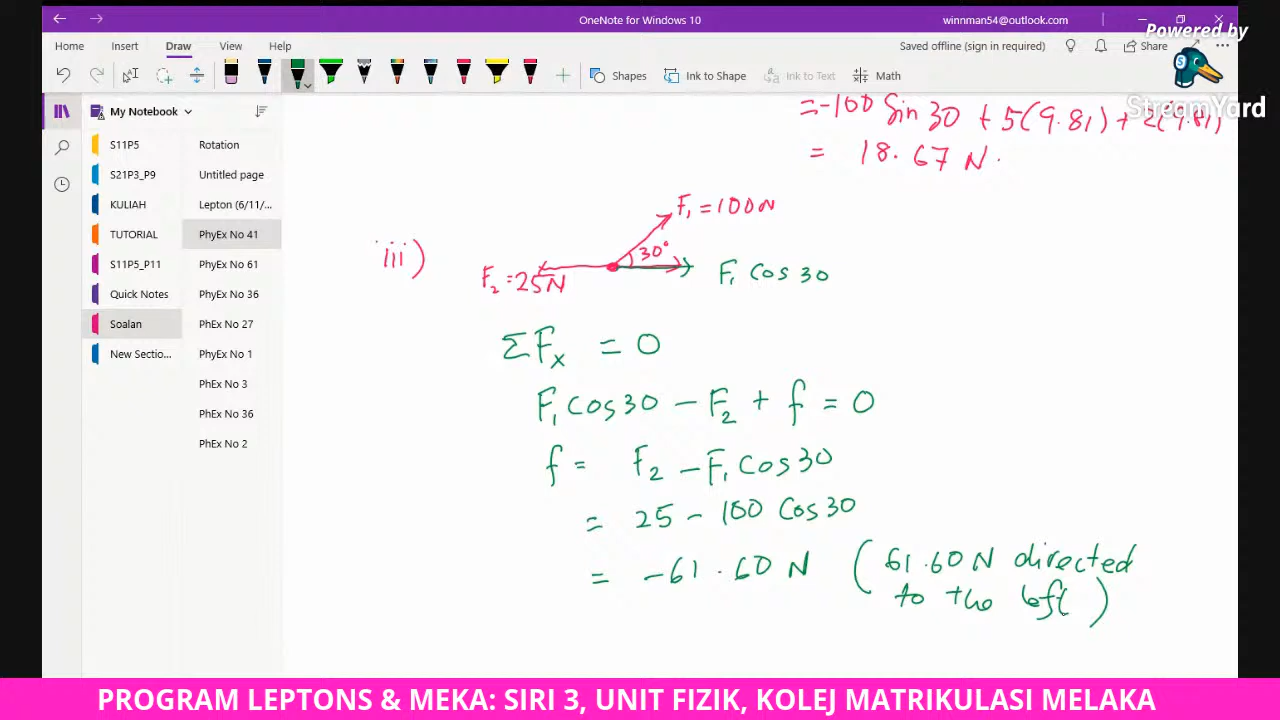 OneNote for Windows 10
winnman54@outlook.com
Powered by
StreamYard
Home Insert Draw View Help
Saved offline (sign in required)
Share
Shapes
Ink to Shape
Ink to Text
Math
My Notebook
S11P5
S21P3_P9
KULIAH
TUTORIAL
S11P5_P11
Quick Notes
Soalan
New Sectio...
Rotation
Untitled page
Lepton (6/11/...
PhyEx No 41
PhyEx No 61
PhyEx No 36
PhEx No 27
PhyEx No 1
PhEx No 3
PhEx No 36
PhEx No 2
= -100 Sin 30 + 5(9.81) + 2(9.81)
= 18.67 N.
iii)
F₁ = 100N
30°
F₂ = 25N
F₁ cos 30
ΣFx = 0
F₁ cos 30 - F₂ + f = 0
f = F₂ - F₁ cos 30
= 25 - 100 Cos 30
= -61.60 N (61.60 N directed
to the left)
PROGRAM LEPTONS & MEKA: SIRI 3, UNIT FIZIK, KOLEJ MATRIKULASI MELAKA